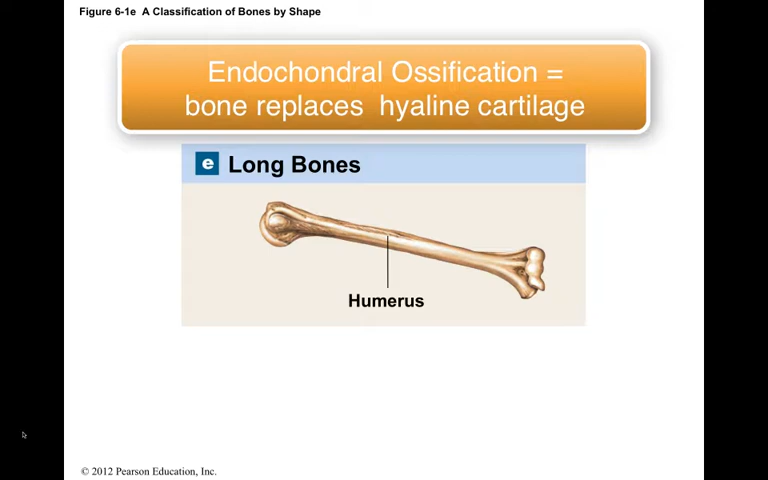 Figure 6-1e  A Classification of Bones by Shape
Endochondral Ossification =
bone replaces  hyaline cartilage
e Long Bones
Humerus
© 2012 Pearson Education, Inc.